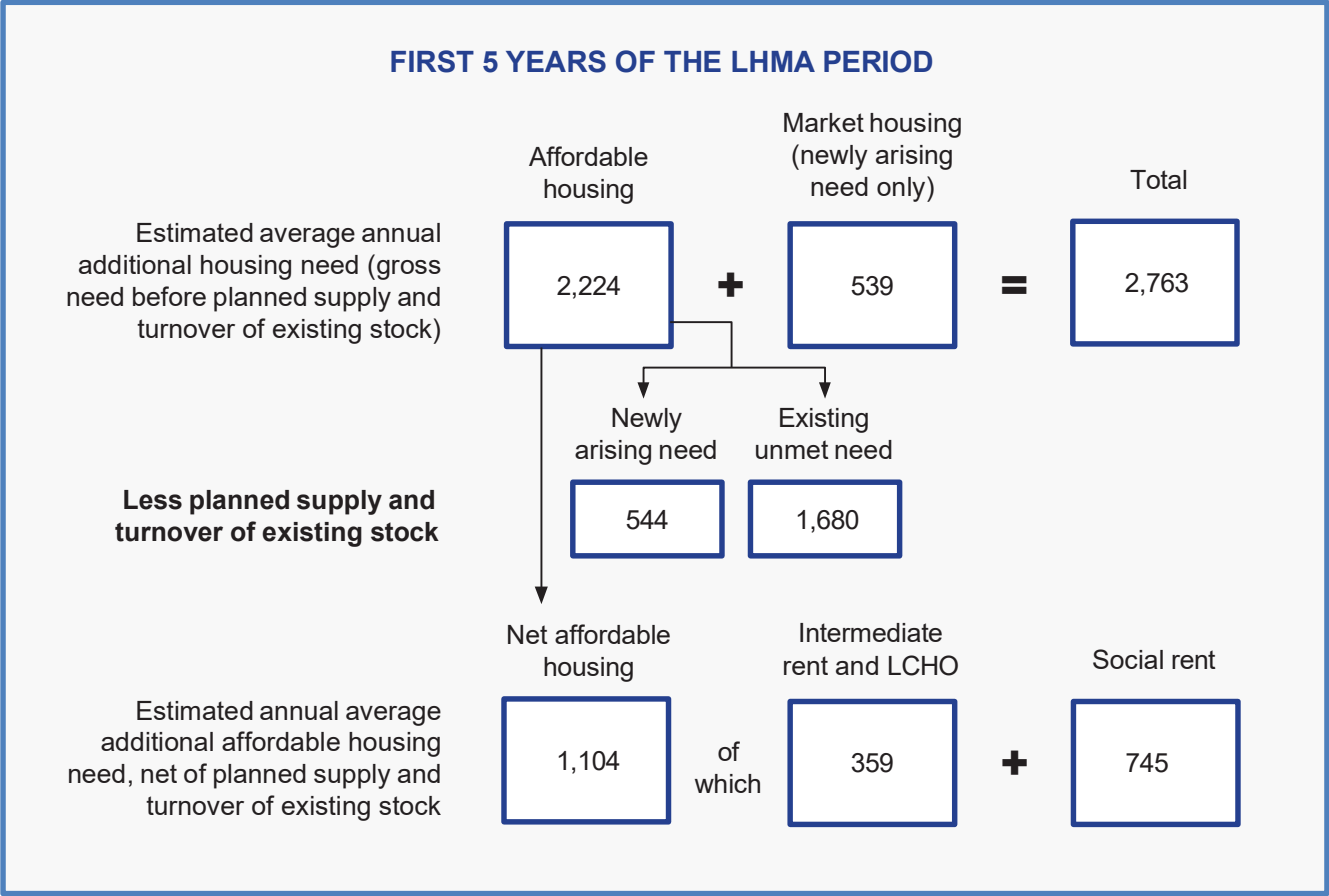 FIRST 5 YEARS OF THE LHMA PERIOD
Affordable
housing
Market housing
(newly arising
need only)
Total
Estimated average annual
additional housing need (gross
need before planned supply and
turnover of existing stock)
2,224
+
539
=
2,763
Newly
arising need
Existing
unmet need
Less planned supply and
turnover of existing stock
544
1,680
Net affordable
housing
Intermediate
rent and LCHO
Social rent
Estimated annual average
additional affordable housing
need, net of planned supply and
turnover of existing stock
1,104
of
which
359
+
745